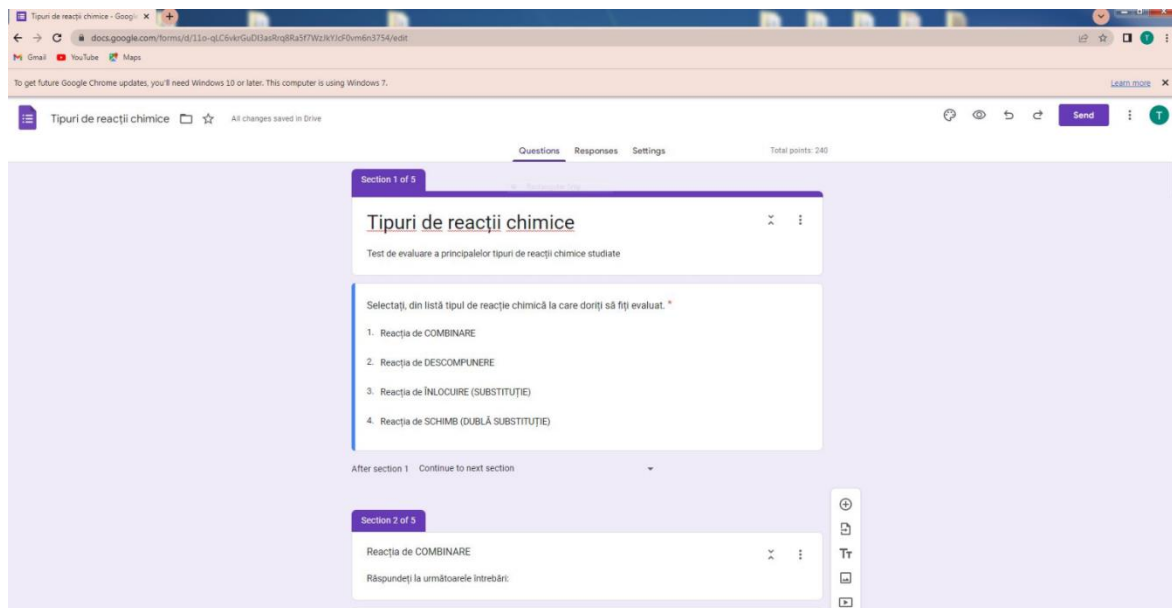 Tipuri de reacții chimice - Googl
docs.google.com/forms/d/11o-qLC6vkrGuDI3asRrq8Ra5f7WzJkYIcF0vm6n3754/edit
Gmail YouTube Maps
To get future Google Chrome updates, you'll need Windows 10 or later. This computer is using Windows 7. Learn more
Tipuri de reacții chimice All changes saved in Drive Send T
Questions Responses Settings Total points: 240
Section 1 of 5
Tipuri de reacții chimice
Test de evaluare a principalelor tipuri de reacții chimice studiate
Selectați, din listă tipul de reacție chimică la care doriți să fiți evaluat. *
1. Reacția de COMBINARE
2. Reacția de DESCOMPUNERE
3. Reacția de ÎNLOCUIRE (SUBSTITUȚIE)
4. Reacția de SCHIMB (DUBLĂ SUBSTITUȚIE)
After section 1 Continue to next section
Section 2 of 5
Reacția de COMBINARE
Răspundeți la următoarele întrebări: